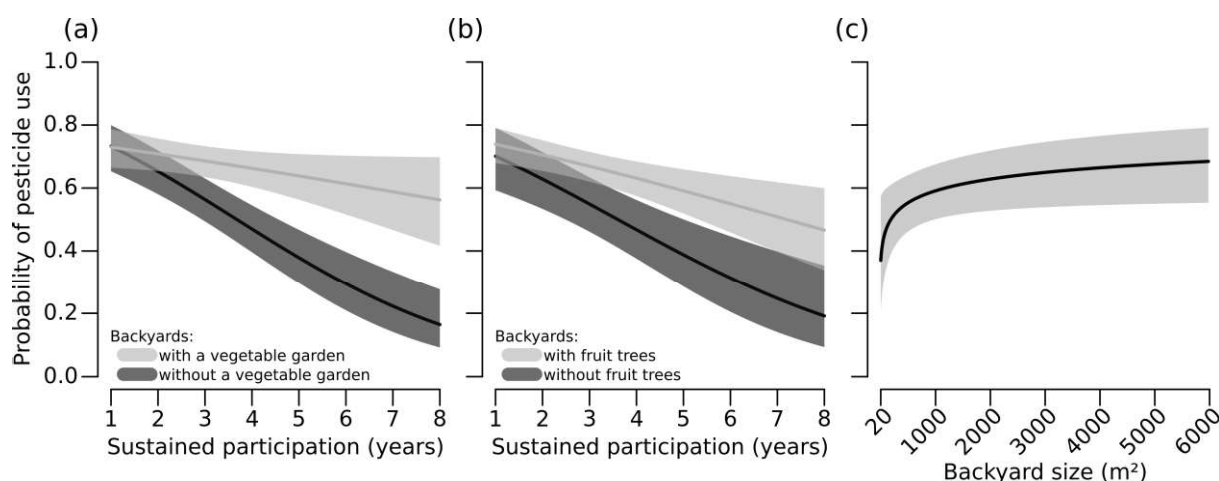 (a)
Probability of pesticide use
1.0
0.8
0.6
0.4
0.2
0.0
Backyards:
with a vegetable garden
without a vegetable garden
1 2 3 4 5 6 7 8
Sustained participation (years)
(b)
Backyards:
with fruit trees
without fruit trees
1 2 3 4 5 6 7 8
Sustained participation (years)
(c)
20 1000 2000 3000 4000 5000 6000
Backyard size (m²)